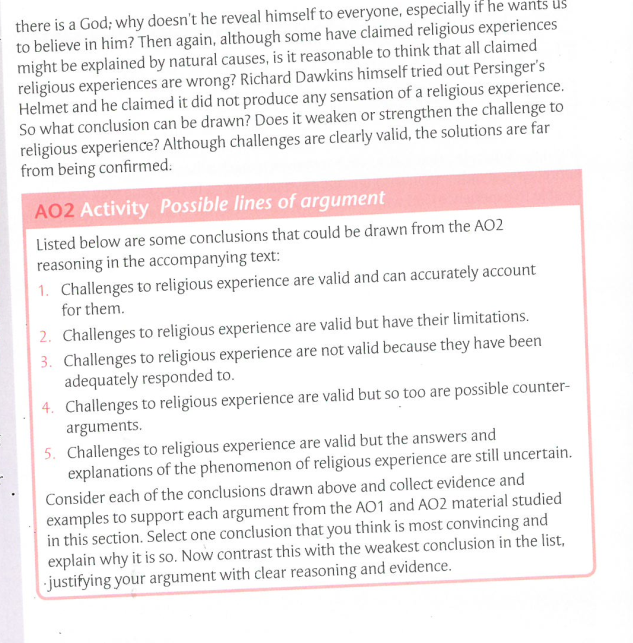 there is a God; why doesn't he reveal himself to everyone, especially if he wants us
to believe in him? Then again, although some have claimed religious experiences
might be explained by natural causes, is it reasonable to think that all claimed
religious experiences are wrong? Richard Dawkins himself tried out Persinger's
Helmet and he claimed it did not produce any sensation of a religious experience.
So what conclusion can be drawn? Does it weaken or strengthen the challenge to
religious experience? Although challenges are clearly valid, the solutions are far
from being confirmed.
AO2 Activity Possible lines of argument
Listed below are some conclusions that could be drawn from the AO2
reasoning in the accompanying text:
1. Challenges to religious experience are valid and can accurately account
for them.
2. Challenges to religious experience are valid but have their limitations.
3. Challenges to religious experience are not valid because they have been
adequately responded to.
4. Challenges to religious experience are valid but so too are possible counter-
arguments.
5. Challenges to religious experience are valid but the answers and
explanations of the phenomenon of religious experience are still uncertain.
Consider each of the conclusions drawn above and collect evidence and
examples to support each argument from the AO1 and AO2 material studied
in this section. Select one conclusion that you think is most convincing and
explain why it is so. Now contrast this with the weakest conclusion in the list,
justifying your argument with clear reasoning and evidence.